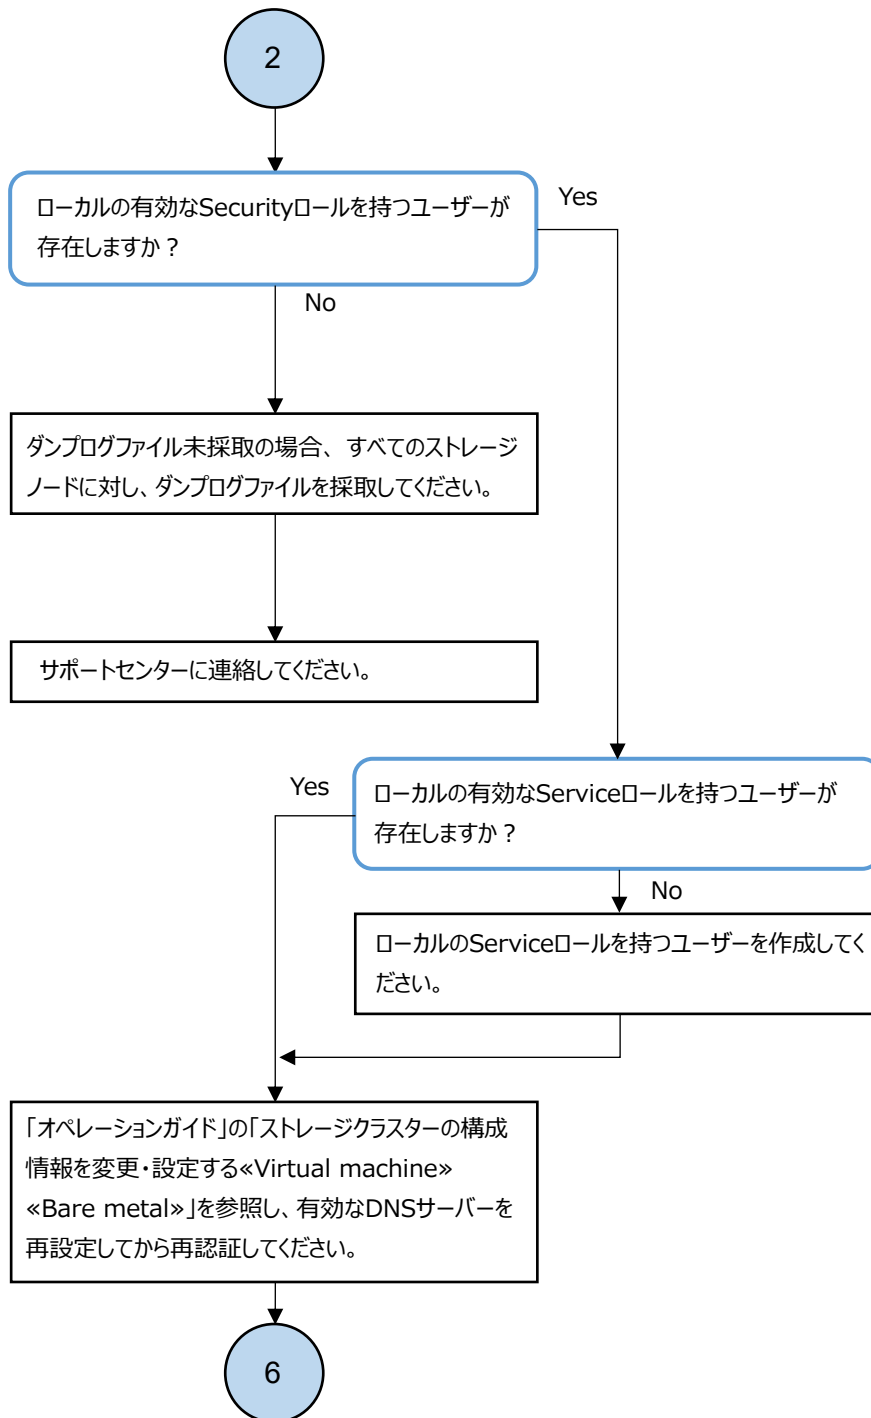 2
ローカルの有効なSecurityロールを持つユーザーが
存在しますか？
Yes
No
ダンプログファイル未採取の場合、すべてのストレージ
ノードに対し、ダンプログファイルを採取してください。
サポートセンターに連絡してください。
Yes
ローカルの有効なServiceロールを持つユーザーが
存在しますか？
No
ローカルのServiceロールを持つユーザーを作成してく
ださい。
「オペレーションガイド」の「ストレージクラスターの構成
情報を変更・設定する«Virtual machine»
«Bare metal»」を参照し、有効なDNSサーバーを
再設定してから再認証してください。
6